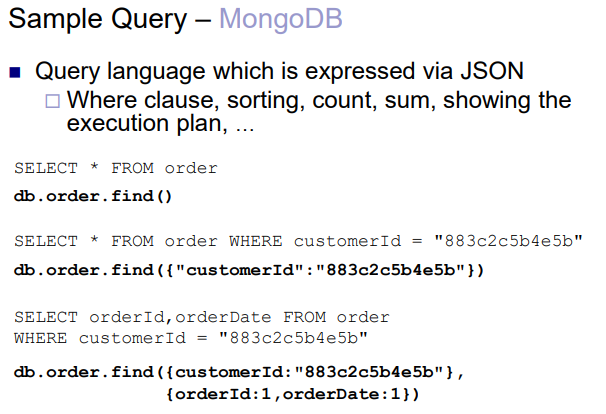 Sample Query – MongoDB
Query language which is expressed via JSON
Where clause, sorting, count, sum, showing the
execution plan, ...
SELECT * FROM order
db.order.find()
SELECT * FROM order WHERE customerId = "883c2c5b4e5b"
db.order.find({"customerId":"883c2c5b4e5b"})
SELECT orderId,orderDate FROM order
WHERE customerId = "883c2c5b4e5b"
db.order.find({customerId:"883c2c5b4e5b"},
{orderId:1,orderDate:1})